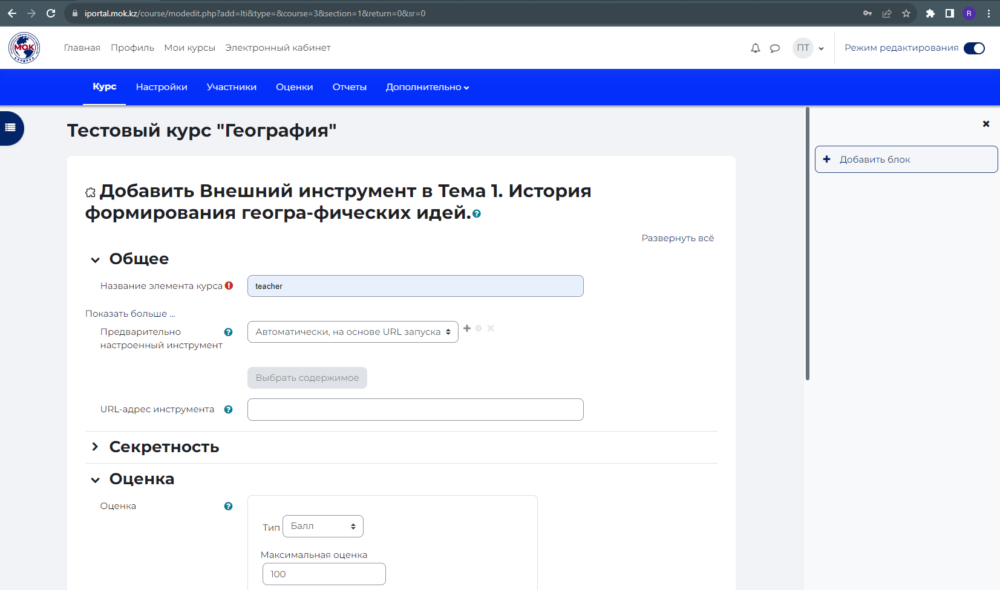 iportal.mok.kz/course/modedit.php?add=lti&type=&course=3&section=1&return=0&sr=0
R
МОК
Главная Профиль Мои курсы Электронный кабинет
ПТ
Режим редактирования
Курс Настройки Участники Оценки Отчеты Дополнительно
Тестовый курс "География"
Добавить блок
Добавить Внешний инструмент в Тема 1. История
формирования геогра-фических идей.
Развернуть всё
Общее
Название элемента курса
teacher
Показать больше ...
Предварительно
настроенный инструмент
Автоматически, на основе URL запуска
Выбрать содержимое
URL-адрес инструмента
Секретность
Оценка
Оценка
Тип Балл
Максимальная оценка
100